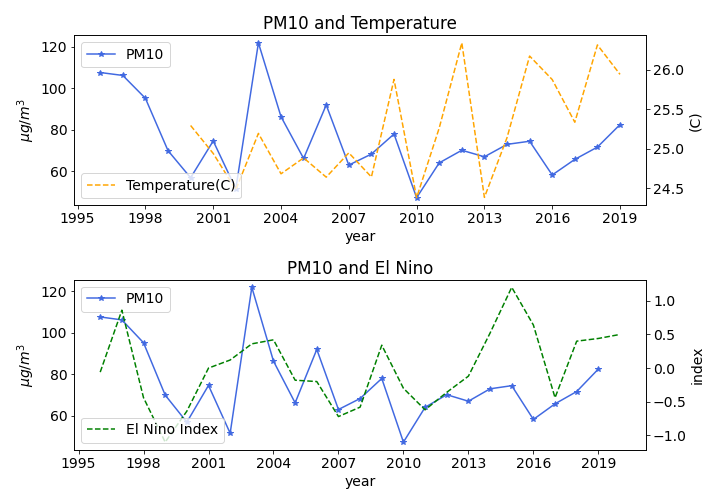 PM10 and Temperature
PM10
Temperature(C)
120
100
80
60
μg/m³
26.0
25.5
25.0
24.5
(C)
1995 1998 2001 2004 2007 2010 2013 2016 2019
year
PM10 and El Nino
PM10
El Nino Index
120
100
80
60
μg/m³
1.0
0.5
0.0
−0.5
−1.0
index
1995 1998 2001 2004 2007 2010 2013 2016 2019
year